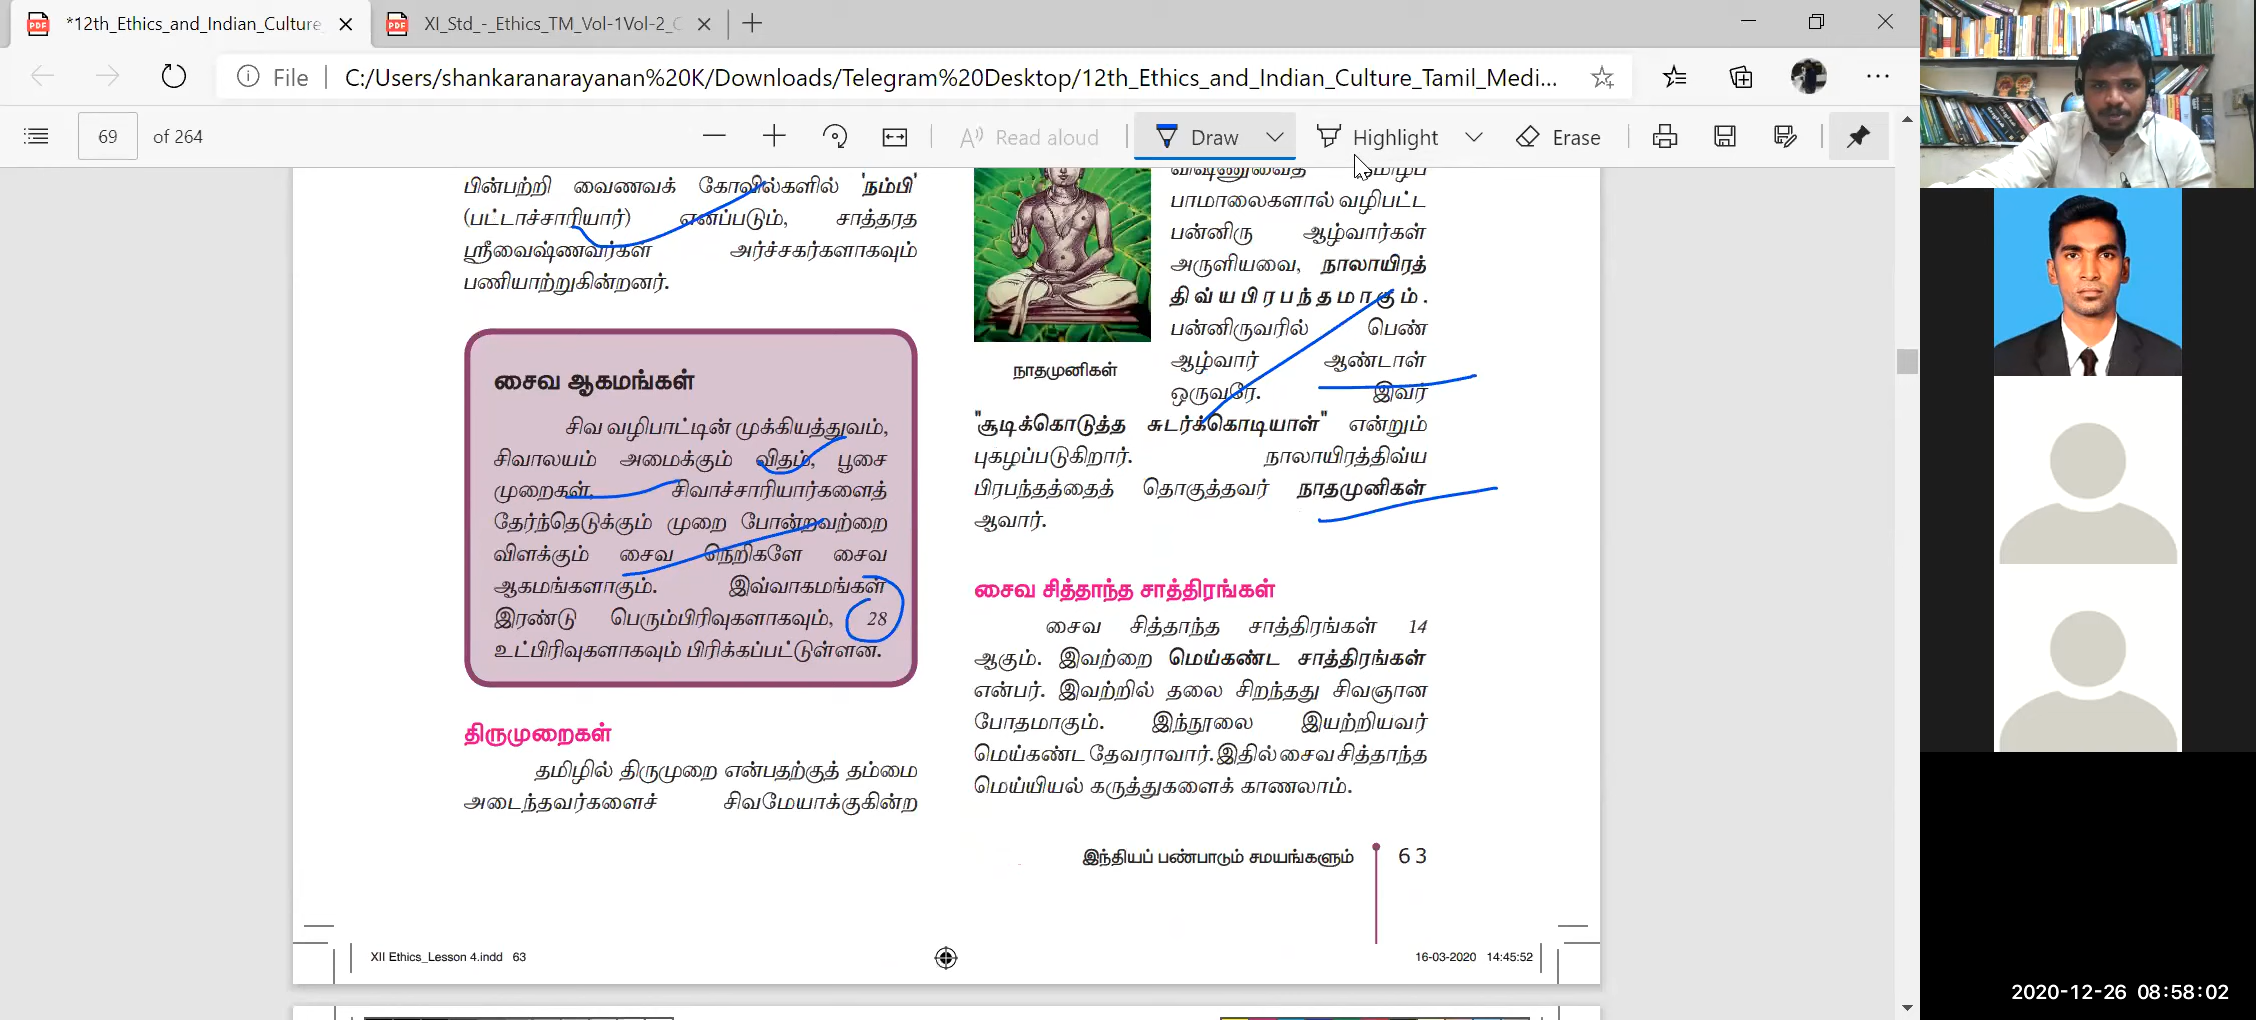 *12th_Ethics_and_Indian_Culture_
XI_Std_-_Ethics_TM_Vol-1Vol-2_C
File
C:/Users/shankaranarayanan%20K/Downloads/Telegram%20Desktop/12th_Ethics_and_Indian_Culture_Tamil_Medi...
69 of 264
Read aloud
Draw
Highlight
Erase
பின்பற்றி வைணவக் கோவில்களில் 'நம்பி'
(பட்டாச்சாரியார்) எனப்படும், சாத்தரத
ஸ்ரீவைஷ்ணவர்கள் அர்ச்சகர்களாகவும்
பணியாற்றுகின்றனர்.
சைவ ஆகமங்கள்
சிவ வழிபாட்டின் முக்கியத்துவம்,
சிவாலயம் அமைக்கும் விதம், பூசை
முறைகள், சிவாச்சாரியார்களைத்
தேர்ந்தெடுக்கும் முறை போன்றவற்றை
விளக்கும் சைவ நெறிகளே சைவ
ஆகமங்களாகும். இவ்வாகமங்கள்
இரண்டு பெரும்பிரிவுகளாகவும், 28
உட்பிரிவுகளாகவும் பிரிக்கப்பட்டுள்ளன.
திருமுறைகள்
தமிழில் திருமுறை என்பதற்குத் தம்மை
அடைந்தவர்களைச் சிவமேயாக்குகின்ற
நாதமுனிகள்
விஷ்ணுவைத்
பாமாலைகளால் வழிபட்ட
பன்னிரு ஆழ்வார்கள்
அருளியவை, நாலாயிரத்
திவ்யபிரபந்தமாகும்.
பன்னிருவரில் பெண்
ஆழ்வார் ஆண்டாள்
ஒருவரே. இவர்
"சூடிக்கொடுத்த சுடர்க்கொடியாள்" என்றும்
புகழப்படுகிறார். நாலாயிரத்திவ்ய
பிரபந்தத்தைத் தொகுத்தவர் நாதமுனிகள்
ஆவார்.
சைவ சித்தாந்த சாத்திரங்கள்
சைவ சித்தாந்த சாத்திரங்கள் 14
ஆகும். இவற்றை மெய்கண்ட சாத்திரங்கள்
என்பர். இவற்றில் தலை சிறந்தது சிவஞான
போதமாகும். இந்நூலை இயற்றியவர்
மெய்கண்ட தேவராவார். இதில் சைவ சித்தாந்த
மெய்யியல் கருத்துகளைக் காணலாம்.
இந்தியப் பண்பாடும் சமயங்களும் 63
XII Ethics_Lesson 4.indd 63
16-03-2020 14:45:52
2020-12-26 08:58:02